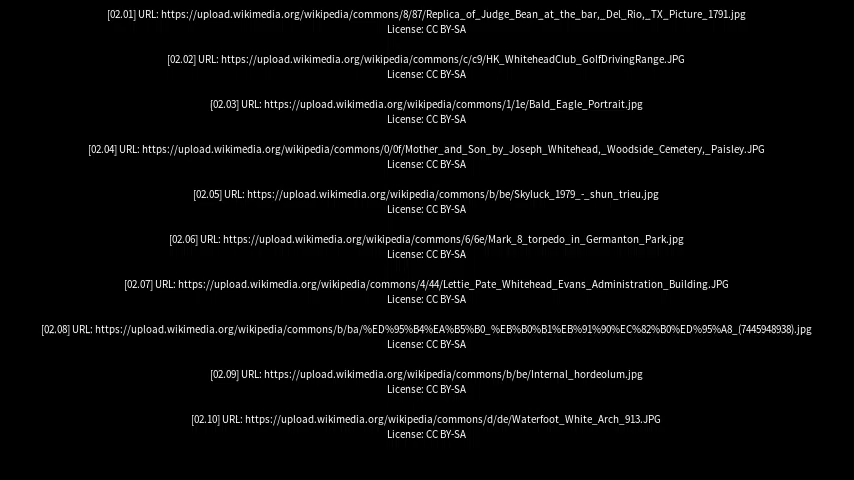 [02.01] URL: https://upload.wikimedia.org/wikipedia/commons/8/87/Replica_of_Judge_Bean_at_the_bar,_Del_Rio,_TX_Picture_1791.jpg
License: CC BY-SA
[02.02] URL: https://upload.wikimedia.org/wikipedia/commons/c/c9/HK_WhiteheadClub_GolfDrivingRange.JPG
License: CC BY-SA
[02.03] URL: https://upload.wikimedia.org/wikipedia/commons/1/1e/Bald_Eagle_Portrait.jpg
License: CC BY-SA
[02.04] URL: https://upload.wikimedia.org/wikipedia/commons/0/0f/Mother_and_Son_by_Joseph_Whitehead,_Woodside_Cemetery,_Paisley.JPG
License: CC BY-SA
[02.05] URL: https://upload.wikimedia.org/wikipedia/commons/b/be/Skyluck_1979_-_shun_trieu.jpg
License: CC BY-SA
[02.06] URL: https://upload.wikimedia.org/wikipedia/commons/6/6e/Mark_8_torpedo_in_Germanton_Park.jpg
License: CC BY-SA
[02.07] URL: https://upload.wikimedia.org/wikipedia/commons/4/44/Lettie_Pate_Whitehead_Evans_Administration_Building.JPG
License: CC BY-SA
[02.08] URL: https://upload.wikimedia.org/wikipedia/commons/b/ba/%ED%95%B4%EA%B5%B0_%EB%B0%B1%EB%91%90%EC%82%B0%ED%95%A8_(7445948938).jpg
License: CC BY-SA
[02.09] URL: https://upload.wikimedia.org/wikipedia/commons/b/be/Internal_hordeolum.jpg
License: CC BY-SA
[02.10] URL: https://upload.wikimedia.org/wikipedia/commons/d/de/Waterfoot_White_Arch_913.JPG
License: CC BY-SA